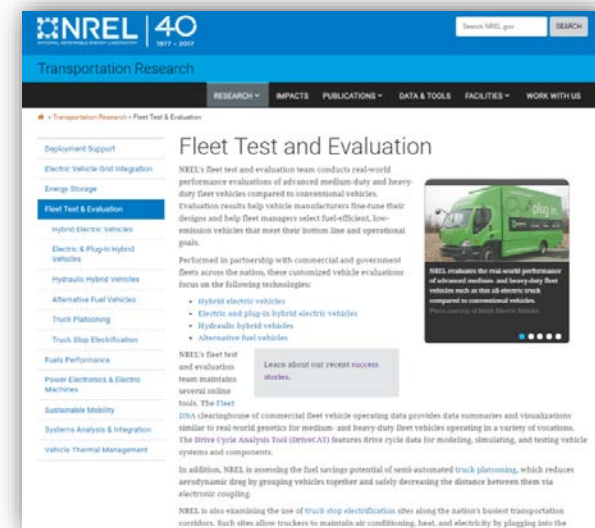 NREL 40
NATIONAL RENEWABLE ENERGY LABORATORY
1977 - 2017
Search NREL.gov
SEARCH
Transportation Research
RESEARCH IMPACTS PUBLICATIONS DATA & TOOLS FACILITIES WORK WITH US
» Transportation Research » Fleet Test & Evaluation
Deployment Support
Electric Vehicle Grid Integration
Energy Storage
Fleet Test & Evaluation
Hybrid Electric Vehicles
Electric & Plug-In Hybrid
Vehicles
Hydraulic Hybrid Vehicles
Alternative Fuel Vehicles
Truck Platooning
Truck Stop Electrification
Fuels Performance
Power Electronics & Electric
Machines
Sustainable Mobility
Systems Analysis & Integration
Vehicle Thermal Management
Fleet Test and Evaluation
NREL's fleet test and evaluation team conducts real-world
performance evaluations of advanced medium-duty and heavy-
duty fleet vehicles compared to conventional vehicles.
Evaluation results help vehicle manufacturers fine-tune their
designs and help fleet managers select fuel-efficient, low-
emission vehicles that meet their bottom line and operational
goals.
Performed in partnership with commercial and government
fleets across the nation, these customized vehicle evaluations
focus on the following technologies:
• Hybrid electric vehicles
• Electric and plug-in hybrid electric vehicles
• Hydraulic hybrid vehicles
• Alternative fuel vehicles
plug in
NREL evaluates the real-world performance
of advanced medium- and heavy-duty fleet
vehicles such as this all-electric truck
compared to conventional vehicles.
Photo courtesy of Smith Electric Vehicles
NREL's fleet test
and evaluation
team maintains
several online
tools. The Fleet
Learn about our recent success
stories.
DNA clearinghouse of commercial fleet vehicle operating data provides data summaries and visualizations
similar to real-world genetics for medium- and heavy-duty fleet vehicles operating in a variety of vocations.
The Drive Cycle Analysis Tool (DriveCAT) features drive cycle data for modeling, simulating, and testing vehicle
systems and components.
In addition, NREL is assessing the fuel savings potential of semi-automated truck platooning, which reduces
aerodynamic drag by grouping vehicles together and safely decreasing the distance between them via
electronic coupling.
NREL is also examining the use of truck stop electrification sites along the nation's busiest transportation
corridors. Such sites allow truckers to maintain air conditioning, heat, and electricity by plugging into the